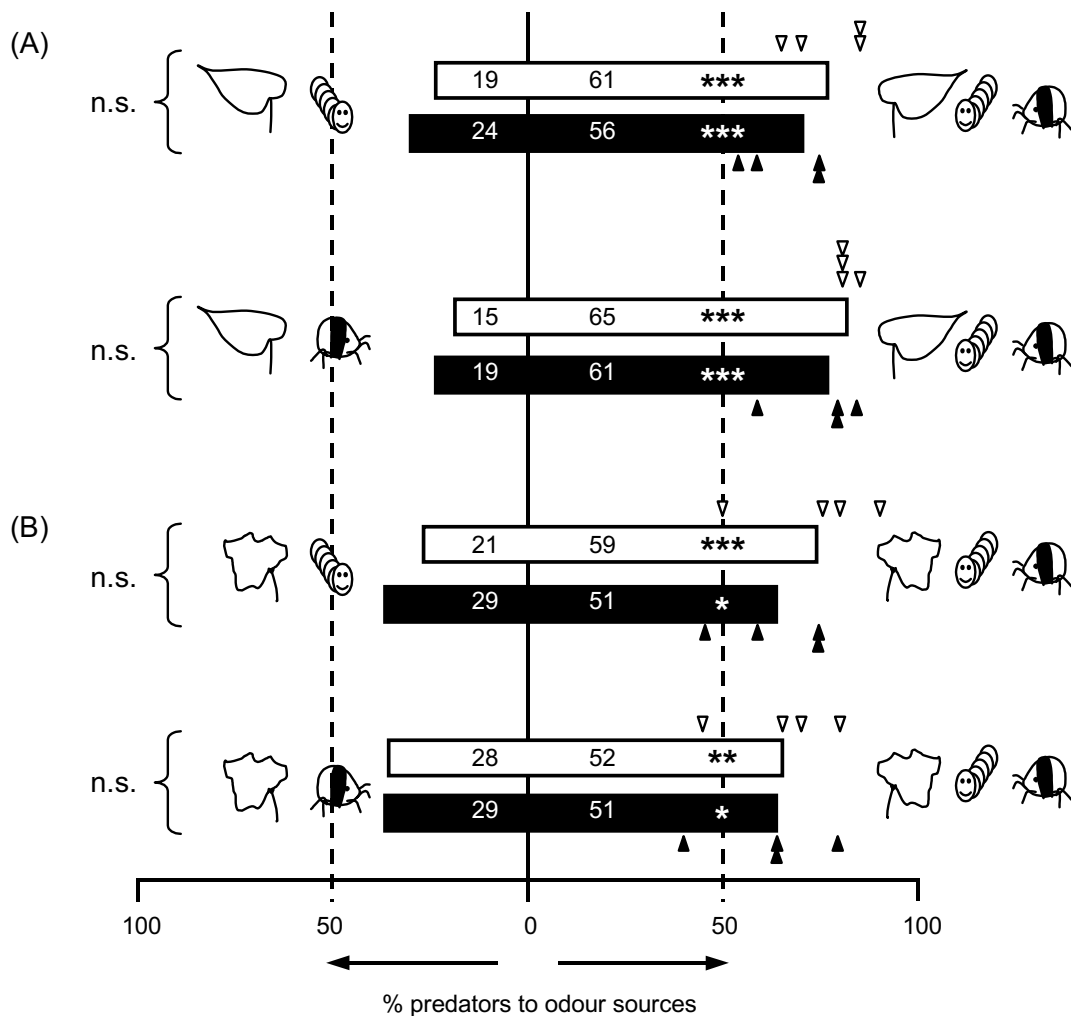 (A)
n.s.
19 61 ***
24 56 ***
n.s.
15 65 ***
19 61 ***
(B)
n.s.
21 59 ***
29 51 *
n.s.
28 52 **
29 51 *
100 50 0 50 100
% predators to odour sources